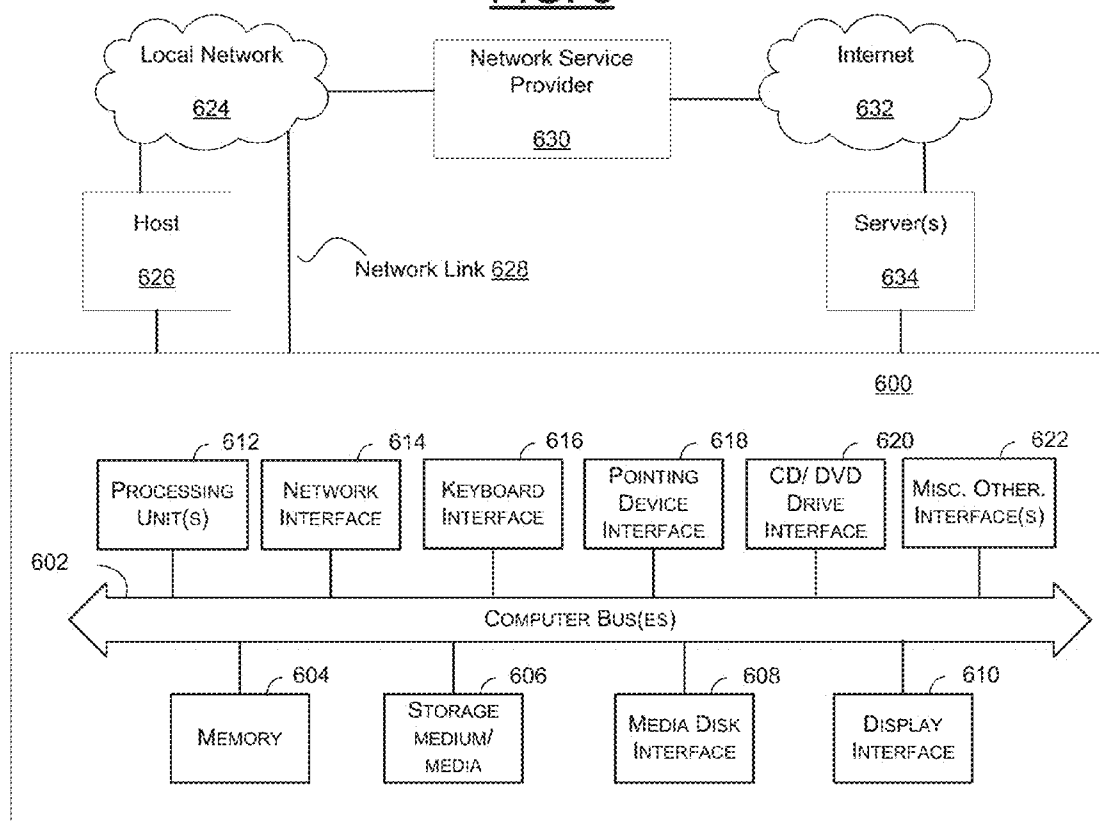 Local Network
624
Network Service
Provider
630
Internet
632
Host
626
Network Link 628
Server(s)
634
600
612
614
616
618
620
622
PROCESSING
UNIT(S)
NETWORK
INTERFACE
KEYBOARD
INTERFACE
POINTING
DEVICE
INTERFACE
CD/ DVD
DRIVE
INTERFACE
MISC. OTHER.
INTERFACE(S)
602
COMPUTER BUS(ES)
604
606
608
610
MEMORY
STORAGE
MEDIUM/
MEDIA
MEDIA DISK
INTERFACE
DISPLAY
INTERFACE